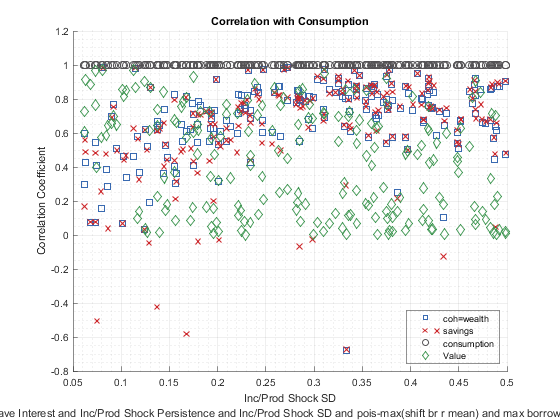 Correlation with Consumption
Correlation Coefficient
1.2
1
0.8
0.6
0.4
0.2
0
-0.2
-0.4
-0.6
-0.8
0.05
0.1
0.15
0.2
0.25
0.3
0.35
0.4
0.45
0.5
coh=wealth
savings
consumption
Value
Inc/Prod Shock SD
ave Interest and Inc/Prod Shock Persistence and Inc/Prod Shock SD and pois-max(shift br r mean) and max borrow